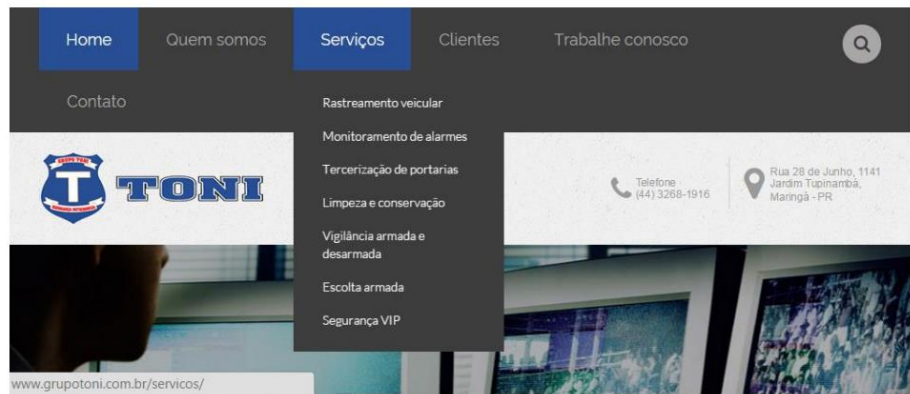 Home Quem somos Serviços Clientes Trabalhe conosco
Contato
Rastreamento veicular
Monitoramento de alarmes
Tercerização de portarias
Limpeza e conservação
Vigilância armada e
desarmada
Escolta armada
Segurança VIP
GRUPO TONI
T TONI
Telefone
(44) 3268-1916
Rua 28 de Junho, 1141
Jardim Tupinambá,
Maringá - PR
www.grupotoni.com.br/servicos/